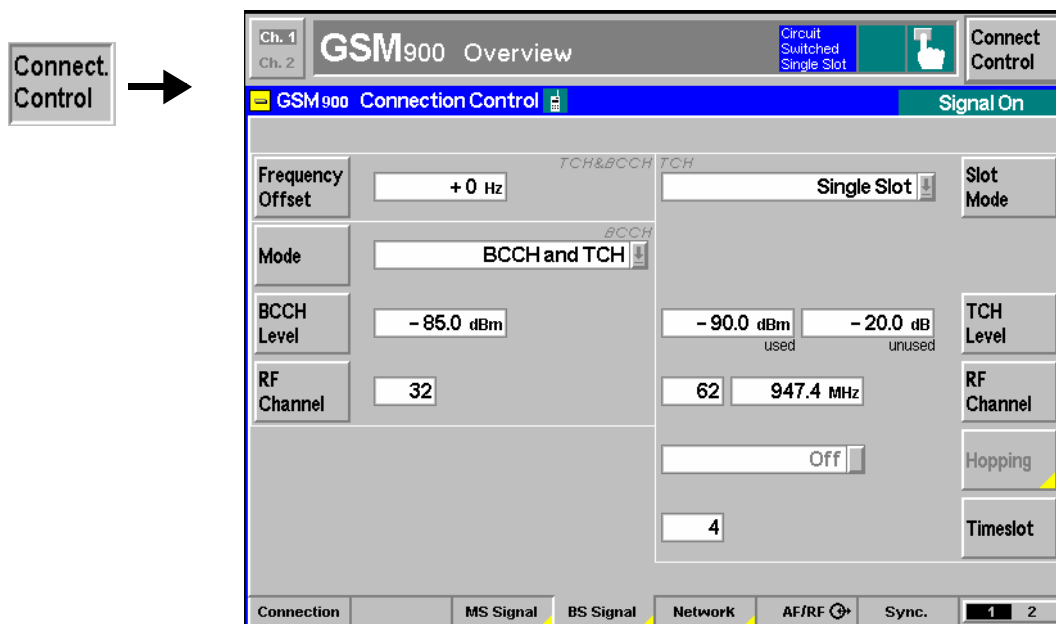 Connect.
Control
Ch. 1
Ch. 2
GSM900 Overview
Circuit
Switched
Single Slot
Connect
Control
GSM900 Connection Control
Signal On
TCH&BCCH
TCH
Frequency
Offset
+0 Hz
Single Slot
Slot
Mode
BCCH
Mode
BCCH and TCH
BCCH
Level
– 85.0 dBm
– 90.0 dBm
used
– 20.0 dB
unused
TCH
Level
RF
Channel
32
62
947.4 MHz
RF
Channel
Off
Hopping
4
Timeslot
Connection
MS Signal
BS Signal
Network
AF/RF
Sync.
1 2